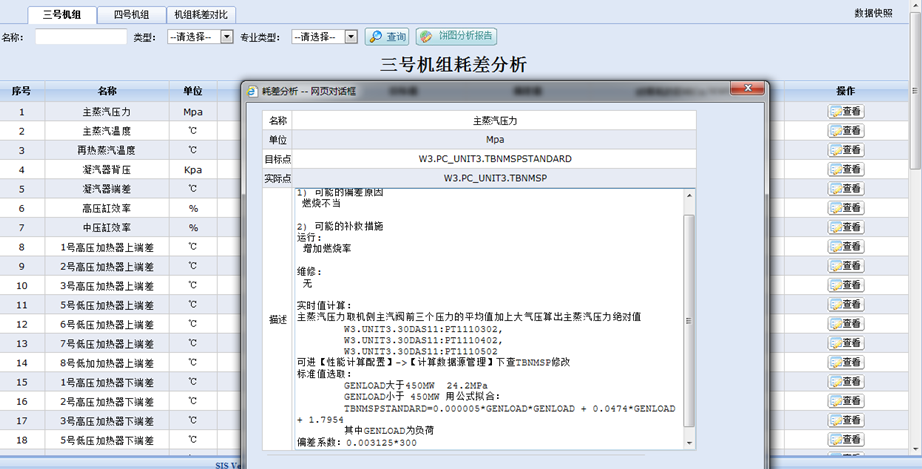 三号机组 四号机组 机组耗差对比 数据快照
名称： 类型： --请选择-- 专业类型： --请选择-- 查询 饼图分析报告
三号机组耗差分析
序号 名称 单位 操作
1 主蒸汽压力 Mpa 查看
2 主蒸汽温度 ℃ 查看
3 再热蒸汽温度 ℃ 查看
4 凝汽器背压 Kpa 查看
5 凝汽器端差 ℃ 查看
6 高压缸效率 % 查看
7 中压缸效率 % 查看
8 1号高压加热器上端差 ℃ 查看
9 2号高压加热器上端差 ℃ 查看
10 3号高压加热器上端差 ℃ 查看
11 5号低压加热器上端差 ℃ 查看
12 6号低压加热器上端差 ℃ 查看
13 7号低压加热器上端差 ℃ 查看
14 8号低加加热器上端差 ℃ 查看
15 1号高压加热器下端差 ℃ 查看
16 2号高压加热器下端差 ℃ 查看
17 3号高压加热器下端差 ℃ 查看
18 5号低压加热器下端差 ℃ 查看
SIS Ve
耗差分析 -- 网页对话框
名称 主蒸汽压力
单位 Mpa
目标点 W3.PC_UNIT3.TBNMSPSTANDARD
实际点 W3.PC_UNIT3.TBNMSP
描述
1) 可能的偏差原因
燃烧不当
2) 可能的补救措施
运行：
增加燃烧率
维修：
无
实时值计算：
主蒸汽压力取机侧主汽阀前三个压力的平均值加上大气压算出主蒸汽压力绝对值
W3.UNIT3.30DAS11:PT1110302,
W3.UNIT3.30DAS11:PT1110402,
W3.UNIT3.30DAS11:PT1110502
可进【性能计算配置】->【计算数据源管理】下查TBNMSP修改
标准值选取：
GENLOAD大于450MW 24.2MPa
GENLOAD小于 450MW 用公式拟合：
TBNMSPSTANDARD=0.000005*GENLOAD*GENLOAD + 0.0474*GENLOAD
+ 1.7954
其中GENLOAD为负荷
偏差系数：0.003125*300